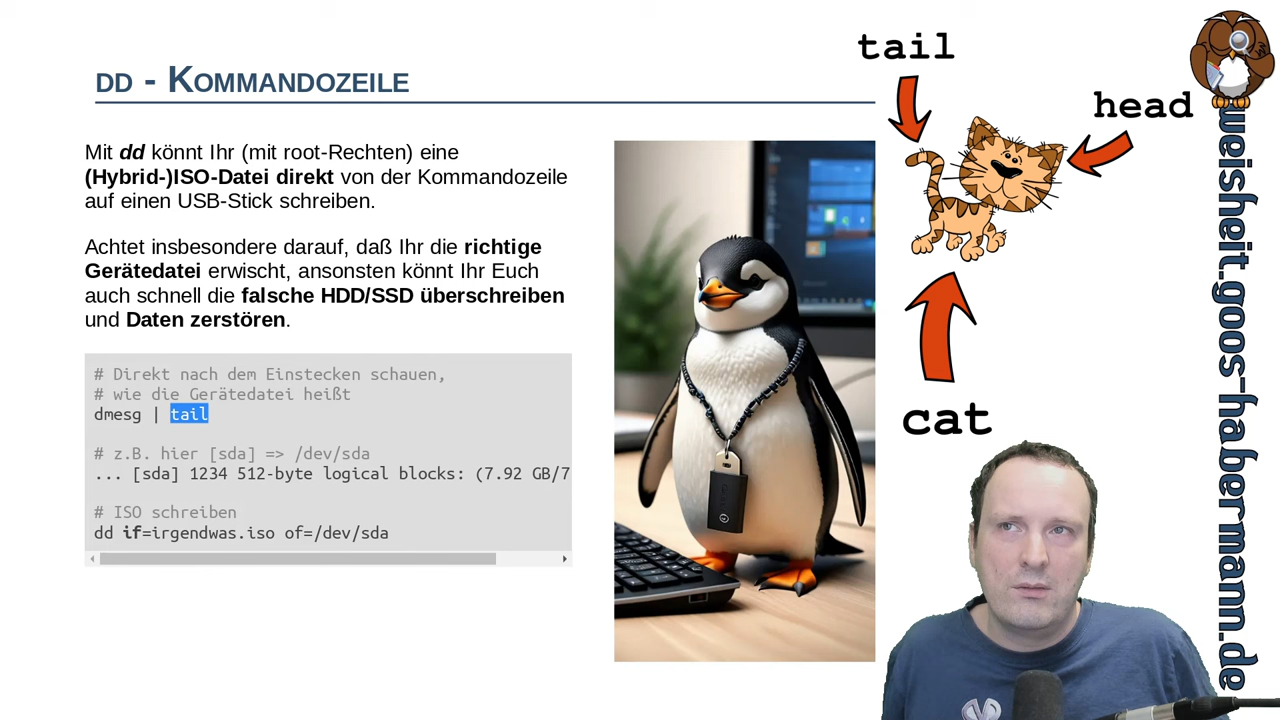 dd - Kommandozeile
Mit dd könnt Ihr (mit root-Rechten) eine
(Hybrid-)ISO-Datei direkt von der Kommandozeile
auf einen USB-Stick schreiben.
Achtet insbesondere darauf, daß Ihr die richtige
Gerätedatei erwischt, ansonsten könnt Ihr Euch
auch schnell die falsche HDD/SSD überschreiben
und Daten zerstören.
# Direkt nach dem Einstecken schauen,
# wie die Gerätedatei heißt
dmesg | tail
# z.B. hier [sda] => /dev/sda
... [sda] 1234 512-byte logical blocks: (7.92 GB/7
# ISO schreiben
dd if=irgendwas.iso of=/dev/sda
tail
head
cat
weisheit.goos-habermann.de